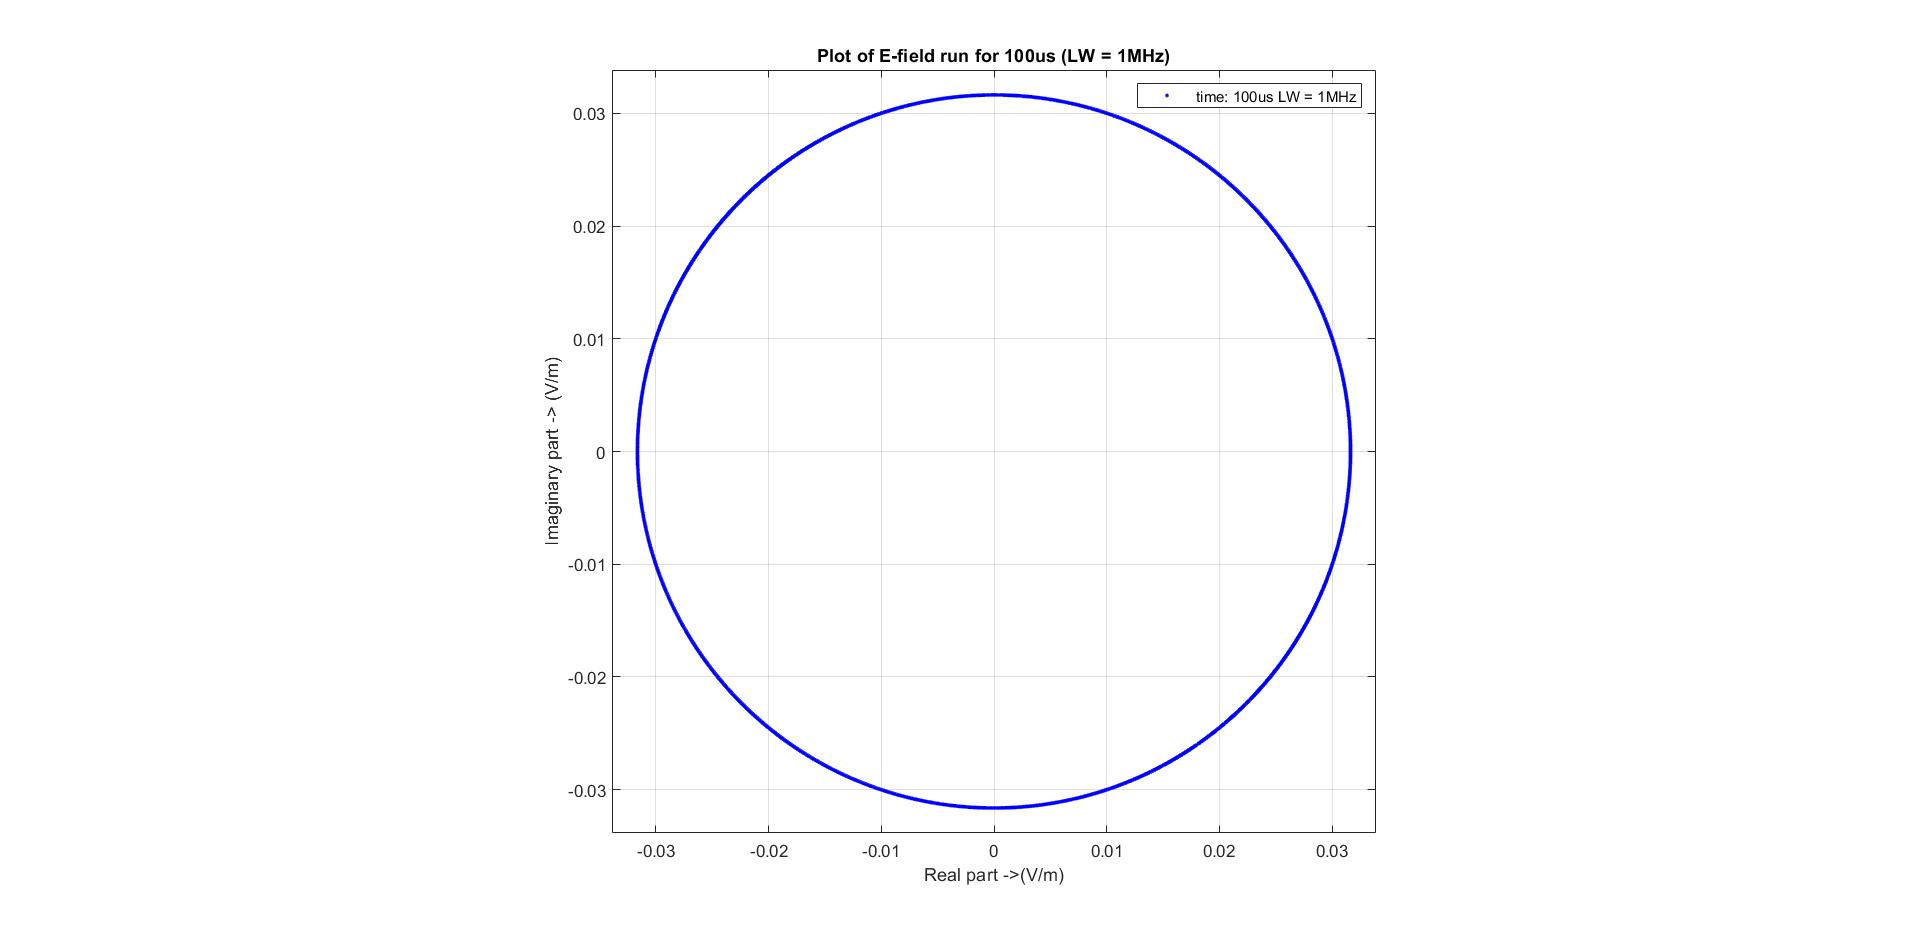 Plot of E-field run for 100us (LW = 1MHz)
time: 100us LW = 1MHz
0.03
0.02
0.01
0
-0.01
-0.02
-0.03
Imaginary part -> (V/m)
-0.03 -0.02 -0.01 0 0.01 0.02 0.03
Real part ->(V/m)